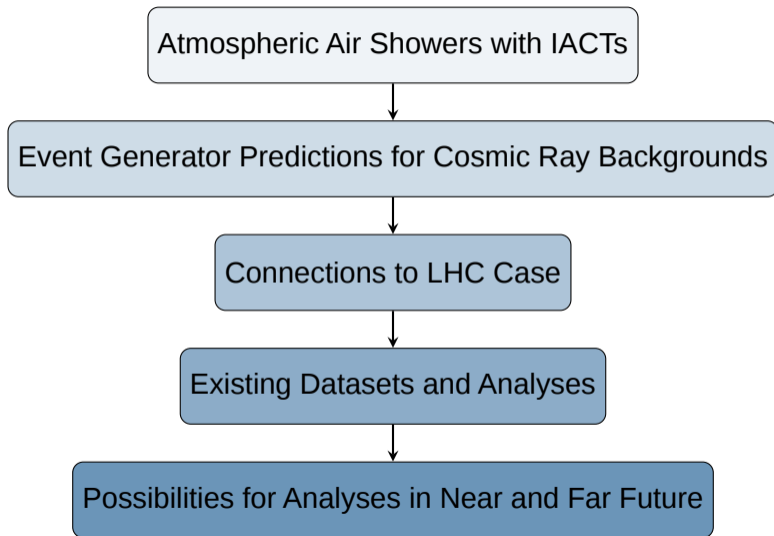 Atmospheric Air Showers with IACTs
Event Generator Predictions for Cosmic Ray Backgrounds
Connections to LHC Case
Existing Datasets and Analyses
Possibilities for Analyses in Near and Far Future